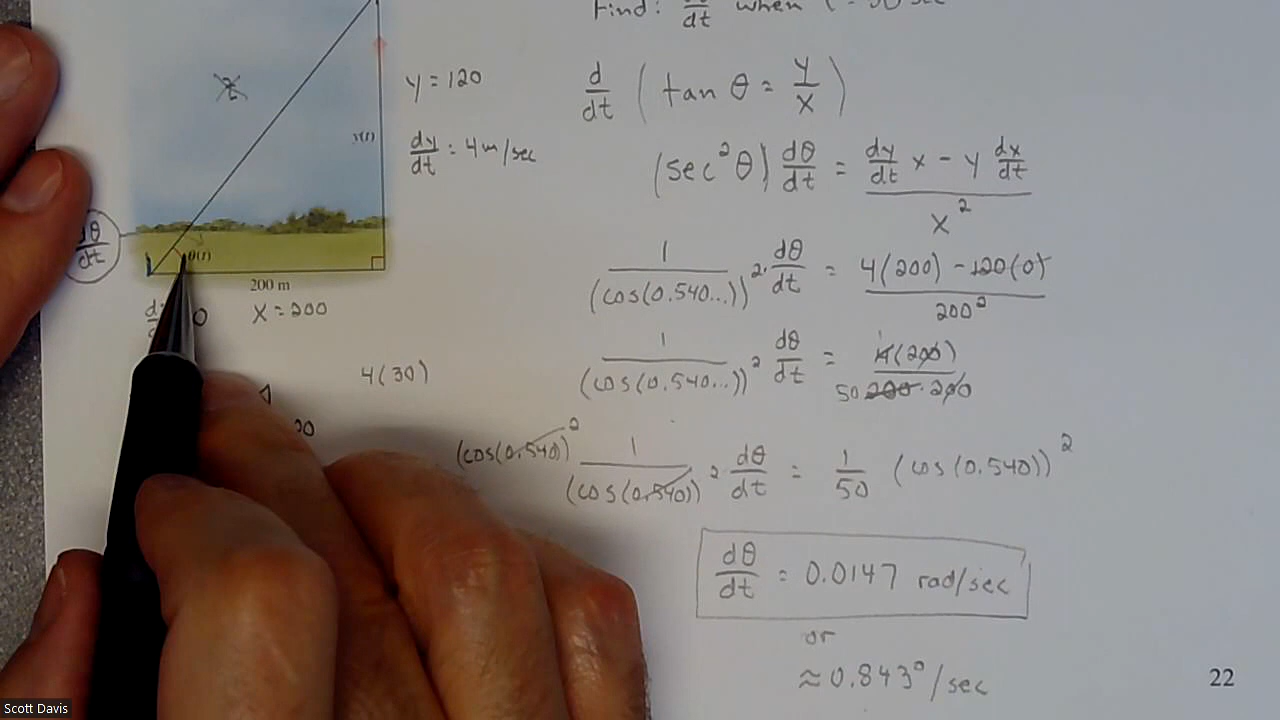 Find: dθ/dt when t = 30 sec
y = 120
dy/dt = 4m/sec
z
y(t)
dθ/dt
θ(t)
200 m
x = 200
4(30)
d/dt (tan θ = y/x)
(sec² θ) dθ/dt = (dy/dt x - y dx/dt)/x²
1/(cos(0.540...))² · dθ/dt = (4(200) - 120(0))/200²
1/(cos(0.540...))² dθ/dt = 4(200)/(50 200 · 200)
(cos(0.540))² 1/(cos(0.540))² dθ/dt = 1/50 (cos(0.540))²
dθ/dt = 0.0147 rad/sec
or
≈ 0.843°/sec
22
Scott Davis